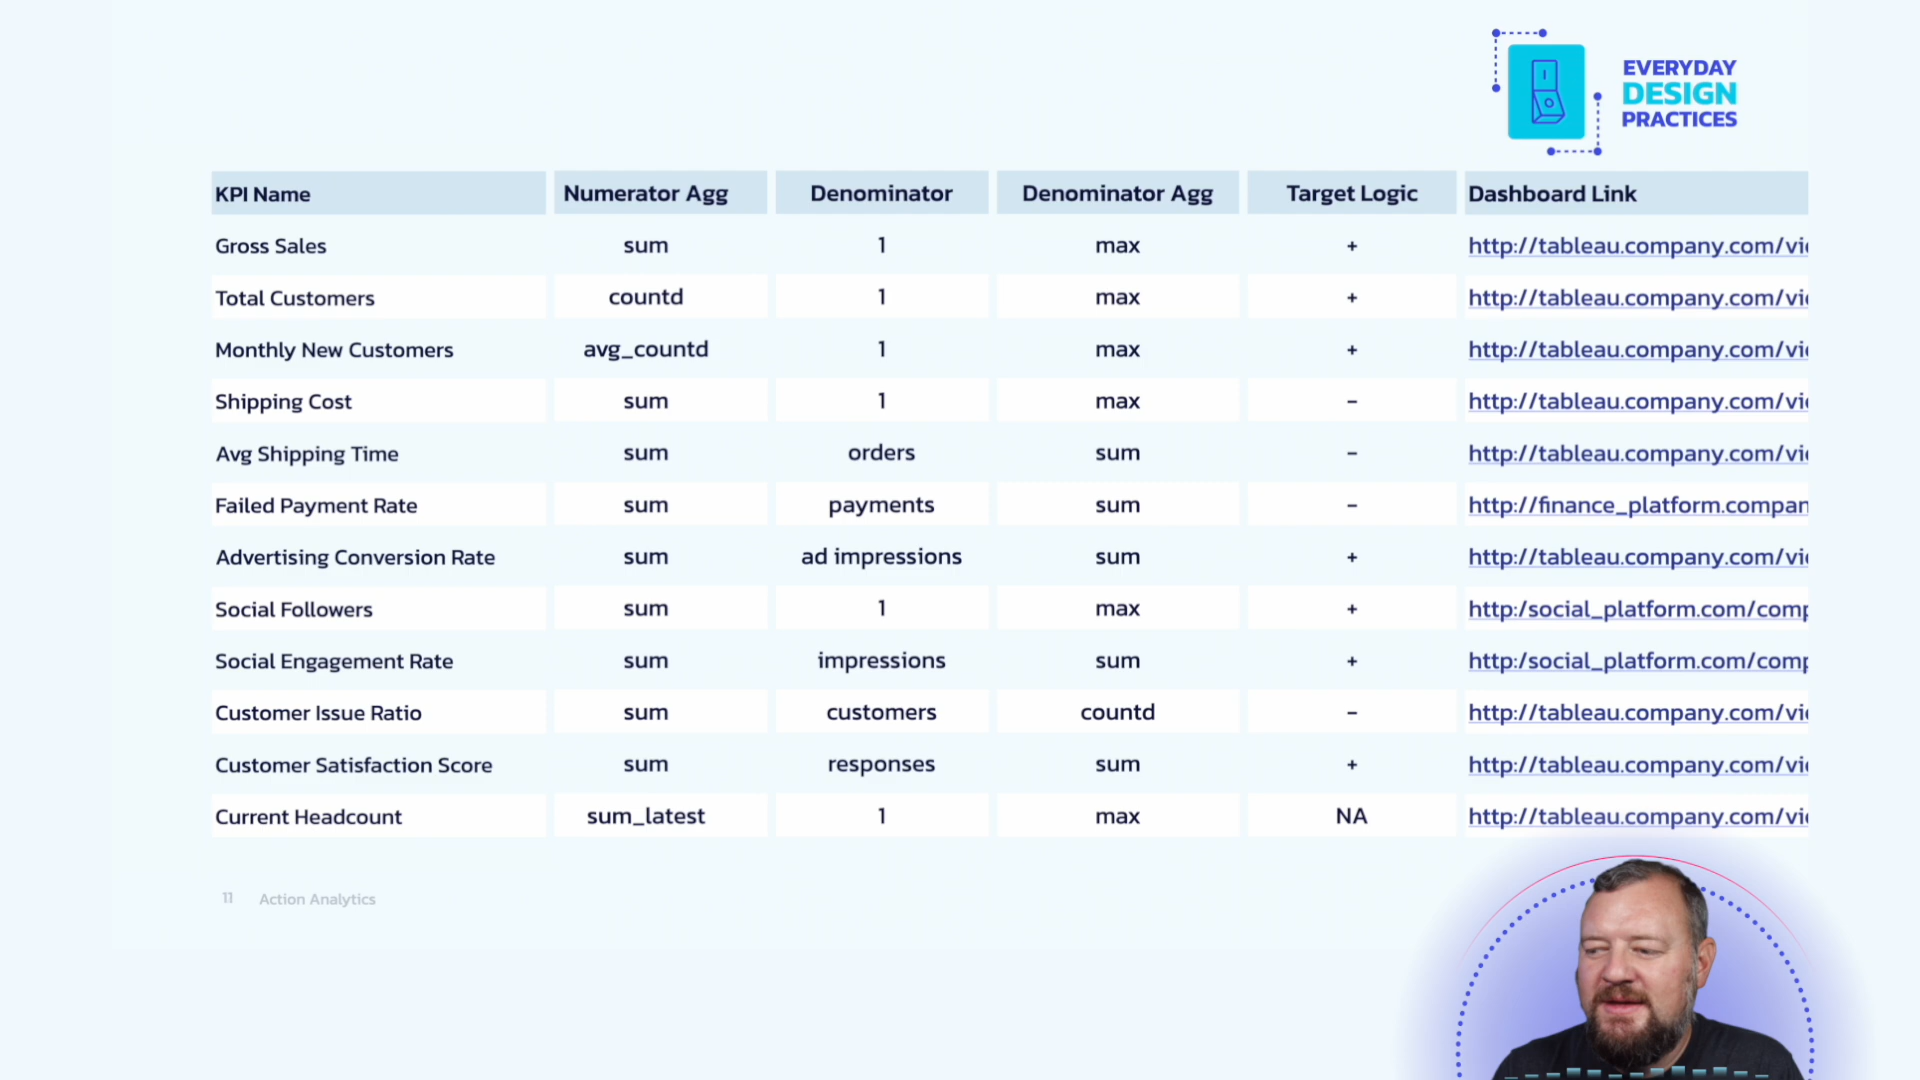 EVERYDAY
DESIGN
PRACTICES
KPI Name Numerator Agg Denominator Denominator Agg Target Logic Dashboard Link
Gross Sales sum 1 max + http://tableau.company.com/vi
Total Customers countd 1 max + http://tableau.company.com/vi
Monthly New Customers avg_countd 1 max + http://tableau.company.com/vi
Shipping Cost sum 1 max - http://tableau.company.com/vi
Avg Shipping Time sum orders sum - http://tableau.company.com/vi
Failed Payment Rate sum payments sum - http://finance_platform.compan
Advertising Conversion Rate sum ad impressions sum + http://tableau.company.com/vi
Social Followers sum 1 max + http:/social_platform.com/comp
Social Engagement Rate sum impressions sum + http:/social_platform.com/comp
Customer Issue Ratio sum customers countd - http://tableau.company.com/vi
Customer Satisfaction Score sum responses sum + http://tableau.company.com/vi
Current Headcount sum_latest 1 max NA http://tableau.company.com/vi
11 Action Analytics